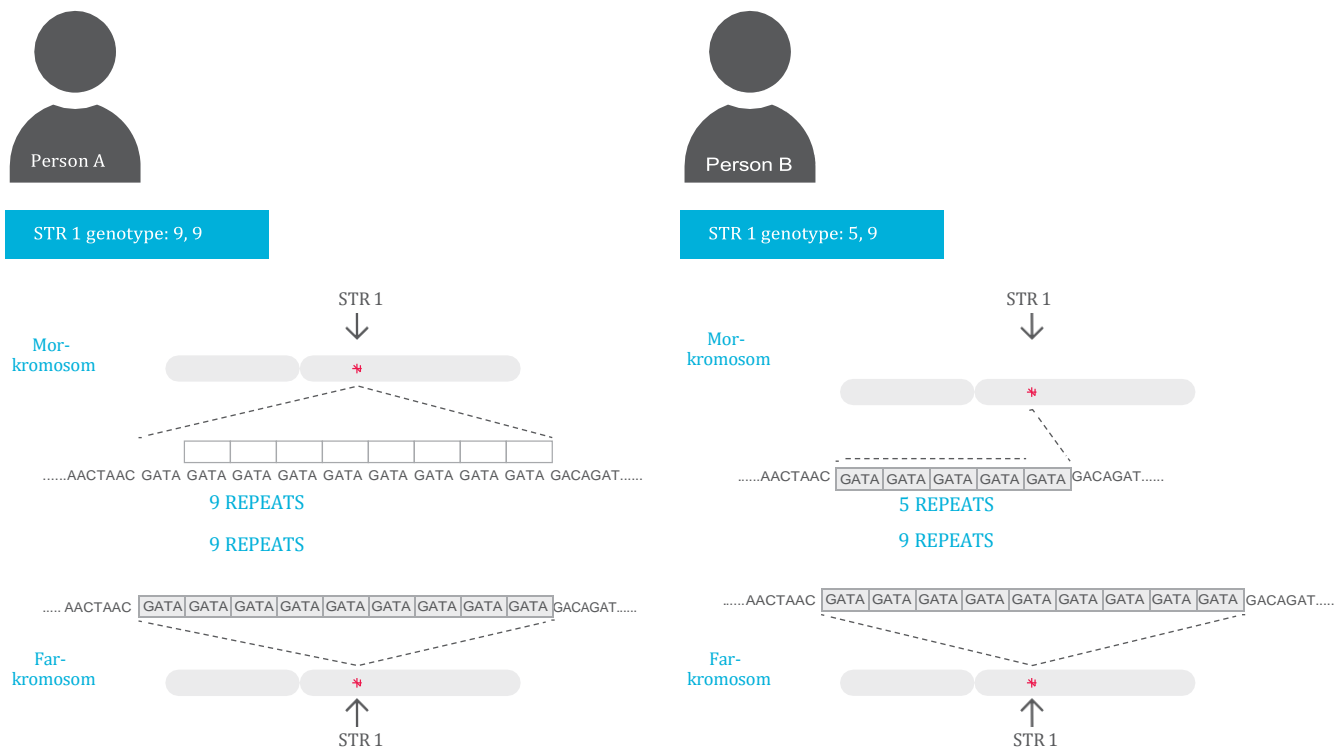 Person A
STR 1 genotype: 9, 9
STR 1
Mor-
kromosom
......AACTAAC GATA GATA GATA GATA GATA GATA GATA GATA GATA GACAGAT......
9 REPEATS
9 REPEATS
..... AACTAAC GATA GATA GATA GATA GATA GATA GATA GATA GATA GACAGAT......
Far-
kromosom
STR 1
Person B
STR 1 genotype: 5, 9
STR 1
Mor-
kromosom
......AACTAAC GATA GATA GATA GATA GATA GACAGAT......
5 REPEATS
9 REPEATS
......AACTAAC GATA GATA GATA GATA GATA GATA GATA GATA GATA GACAGAT.....
Far-
kromosom
STR 1